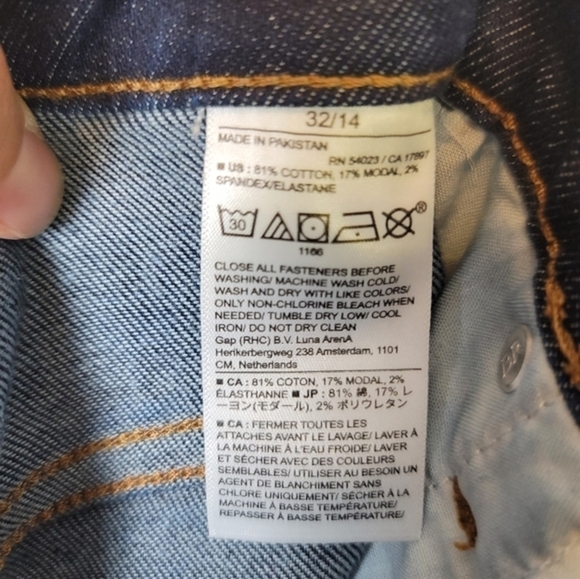 32/14
MADE IN PAKISTAN
RN 54023 / CA 17897
■ US : 81% COTTON, 17% MODAL, 2%
SPANDEX/ELASTANE
30
®
1166
CLOSE ALL FASTENERS BEFORE
WASHING/ MACHINE WASH COLD/
WASH AND DRY WITH LIKE COLORS/
ONLY NON-CHLORINE BLEACH WHEN
NEEDED/ TUMBLE DRY LOW/ COOL
IRON/ DO NOT DRY CLEAN
Gap (RHC) B.V. Luna ArenA
Herikerbergweg 238 Amsterdam, 1101
CM, Netherlands
■ CA : 81% COTON, 17% MODAL, 2%
ÉLASTHANNE ■ JP : 81% 綿, 17% レ
ーヨン(モダール), 2% ポリウレタン
■ CA : FERMER TOUTES LES
ATTACHES AVANT LE LAVAGE/ LAVER À
LA MACHINE À L'EAU FROIDE/ LAVER
ET SÉCHER AVEC DES COULEURS
SEMBLABLES/ UTILISER AU BESOIN UN
AGENT DE BLANCHIMENT SANS
CHLORE UNIQUEMENT/ SÉCHER À LA
MACHINE À BASSE TEMPÉRATURE/
REPASSER À BASSE TEMPÉRATURE/